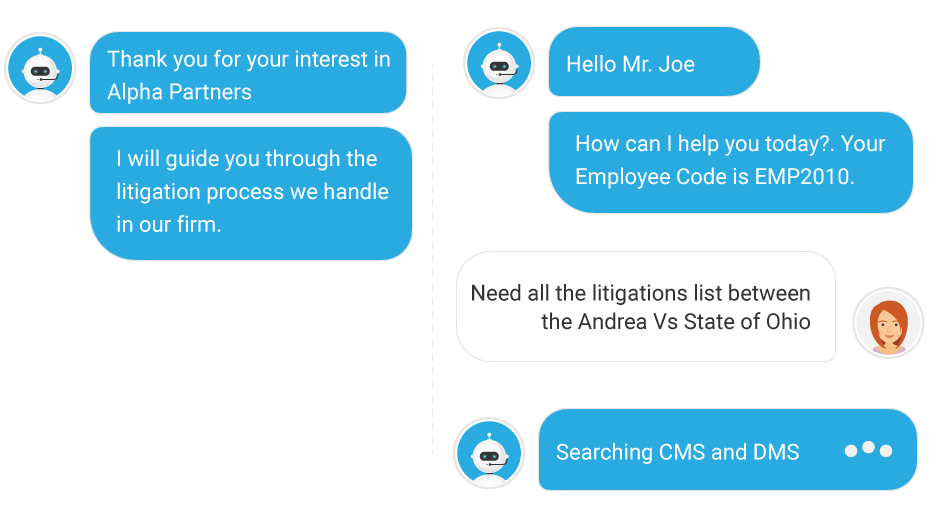 Thank you for your interest in
Alpha Partners
I will guide you through the
litigation process we handle
in our firm.
Hello Mr. Joe
How can I help you today?. Your
Employee Code is EMP2010.
Need all the litigations list between
the Andrea Vs State of Ohio
Searching CMS and DMS